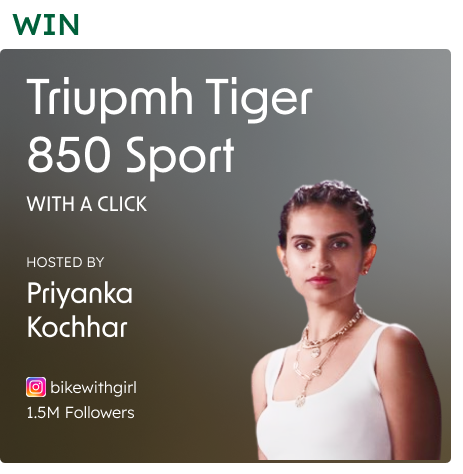 WIN
Triupmh Tiger
850 Sport
WITH A CLICK
HOSTED BY
Priyanka
Kochhar
bikewithgirl
1.5M Followers